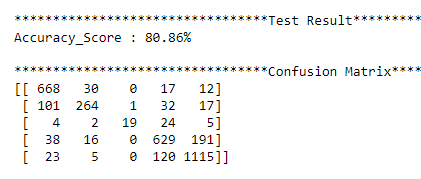 *********************************Test Result*********
Accuracy_Score : 80.86%
*********************************Confusion Matrix****
[[ 668   30    0   17   12]
 [ 101  264    1   32   17]
 [   4    2   19   24    5]
 [  38   16    0  629  191]
 [  23    5    0  120 1115]]